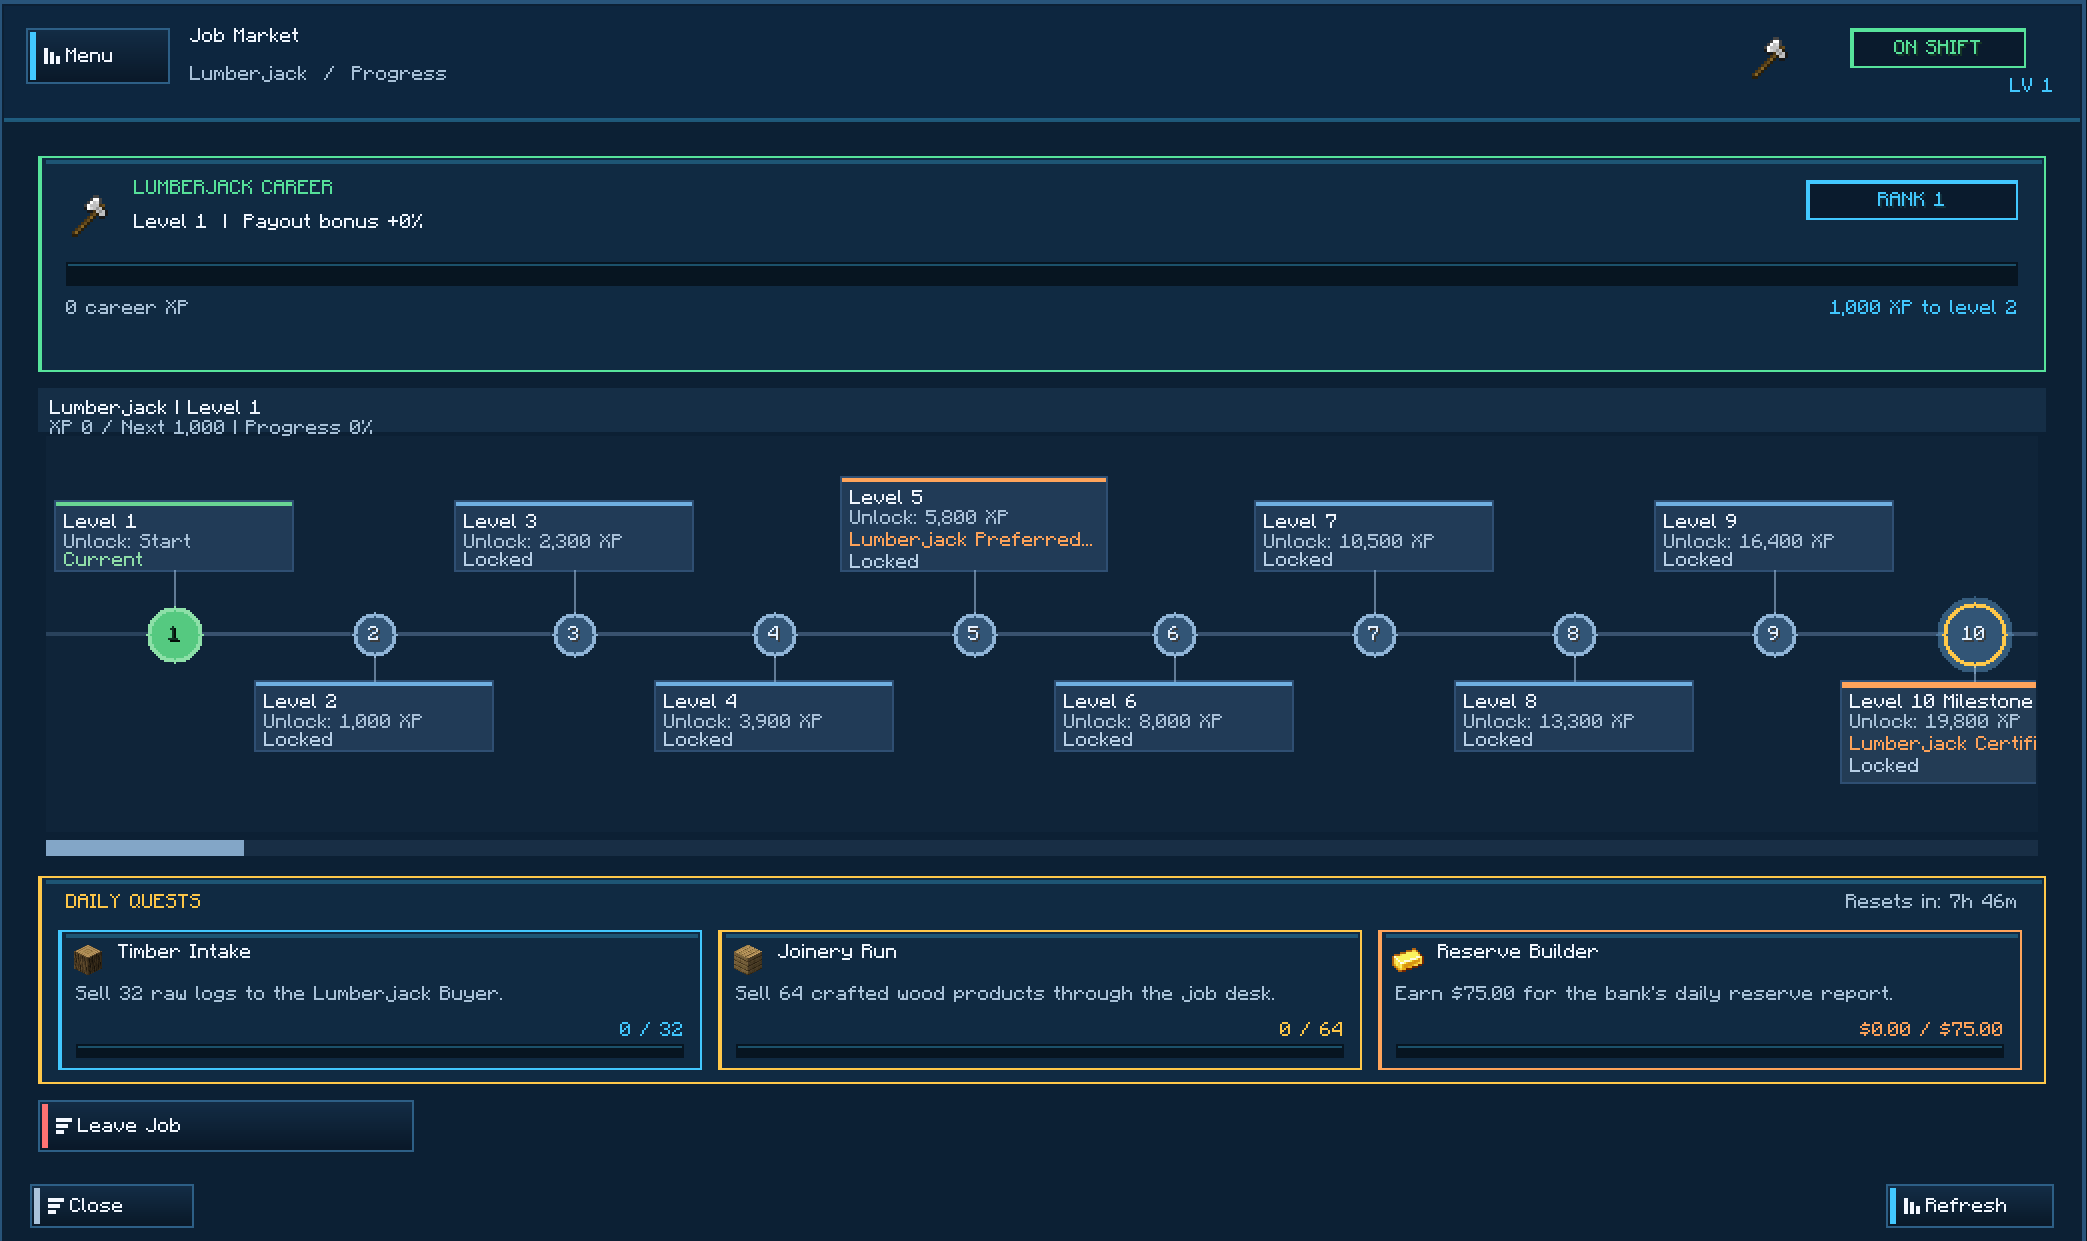 Menu
Job Market
Lumberjack / Progress
ON SHIFT
LV 1
LUMBERJACK CAREER
Level 1 | Payout bonus +0%
RANK 1
0 career XP
1,000 XP to level 2
Lumberjack | Level 1
XP 0 / Next 1,000 | Progress 0%
Level 1
Unlock: Start
Current
Level 3
Unlock: 2,300 XP
Locked
Level 5
Unlock: 5,800 XP
Lumberjack Preferred...
Locked
Level 7
Unlock: 10,500 XP
Locked
Level 9
Unlock: 16,400 XP
Locked
1 2 3 4 5 6 7 8 9 10
Level 2
Unlock: 1,000 XP
Locked
Level 4
Unlock: 3,900 XP
Locked
Level 6
Unlock: 8,000 XP
Locked
Level 8
Unlock: 13,300 XP
Locked
Level 10 Milestone
Unlock: 19,800 XP
Lumberjack Certifi
Locked
DAILY QUESTS
Resets in: 7h 46m
Timber Intake
Sell 32 raw logs to the Lumberjack Buyer.
0 / 32
Joinery Run
Sell 64 crafted wood products through the job desk.
0 / 64
Reserve Builder
Earn $75.00 for the bank's daily reserve report.
$0.00 / $75.00
Leave Job
Close
Refresh